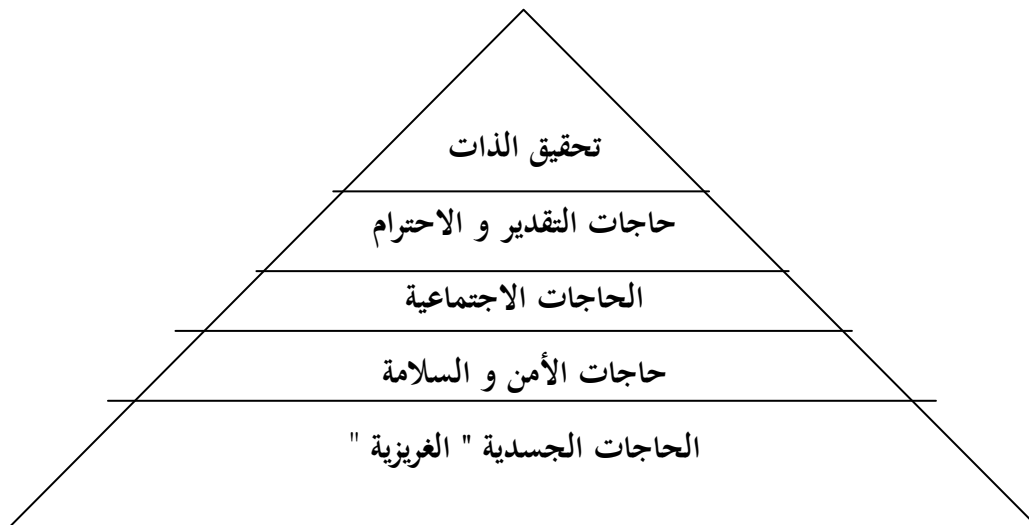 تحقيق الذات
حاجات التقدير و الاحترام
الحاجات الاجتماعية
حاجات الأمن و السلامة
الحاجات الجسدية " الغريزية "